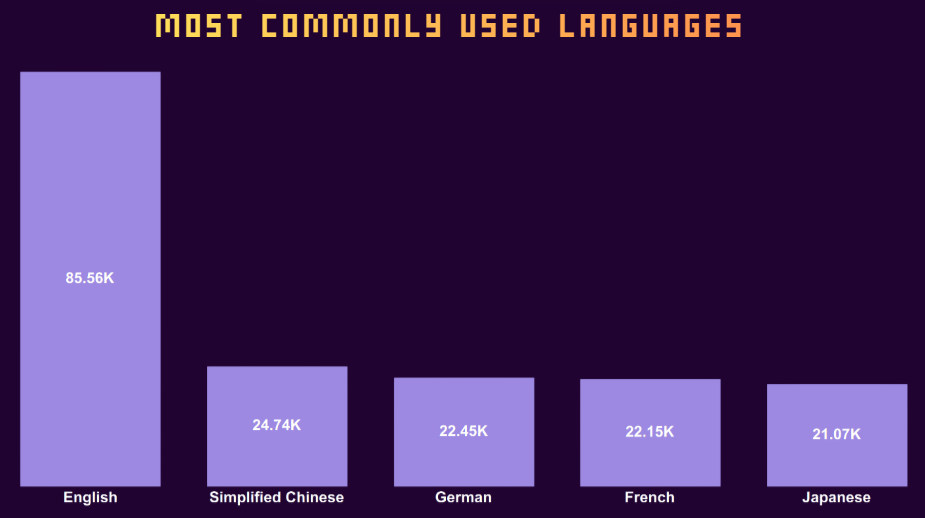 MOST COMMONLY USED LANGUAGES
85.56K
24.74K
22.45K
22.15K
21.07K
English
Simplified Chinese
German
French
Japanese